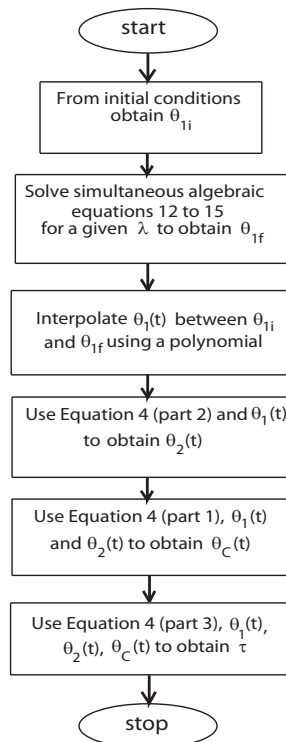 start
From initial conditions
obtain θ1i
Solve simultaneous algebraic
equations 12 to 15
for a given λ to obtain θ1f
Interpolate θ1(t) between θ1i
and θ1f using a polynomial
Use Equation 4 (part 2) and θ1(t)
to obtain θ2(t)
Use Equation 4 (part 1), θ1(t)
and θ2(t) to obtain θC(t)
Use Equation 4 (part 3), θ1(t),
θ2(t), θC(t) to obtain τ
stop